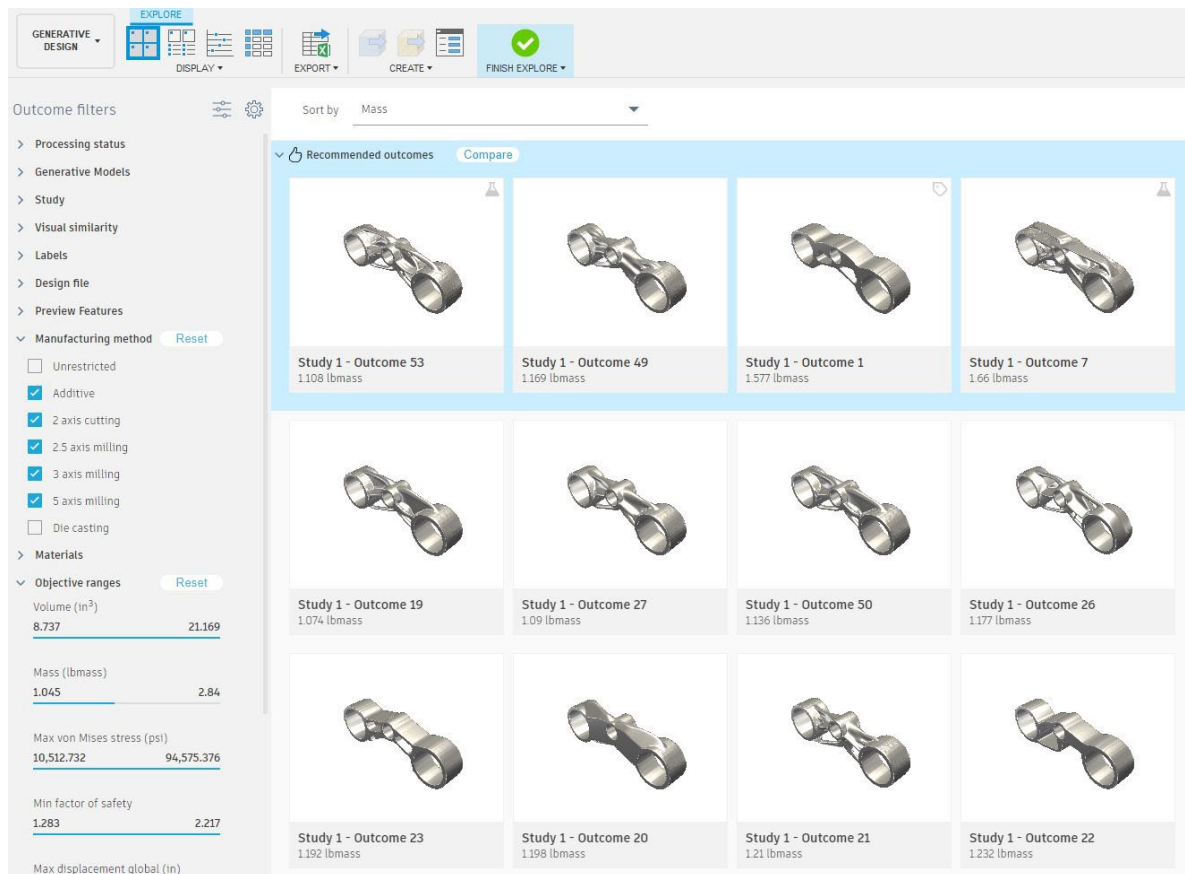 EXPLORE
GENERATIVE
DESIGN
DISPLAY
EXPORT
CREATE
FINISH EXPLORE
Outcome filters
Processing status
Generative Models
Study
Visual similarity
Labels
Design file
Preview Features
Manufacturing method Reset
Unrestricted
Additive
2 axis cutting
2.5 axis milling
3 axis milling
5 axis milling
Die casting
Materials
Objective ranges Reset
Volume (in³)
8.737 21.169
Mass (lbmass)
1.045 2.84
Max von Mises stress (psi)
10,512.732 94,575.376
Min factor of safety
1.283 2.217
Max displacement global (in)
Sort by Mass
Recommended outcomes Compare
Study 1 - Outcome 53
1.108 lbmass
Study 1 - Outcome 49
1.169 lbmass
Study 1 - Outcome 1
1.577 lbmass
Study 1 - Outcome 7
1.66 lbmass
Study 1 - Outcome 19
1.074 lbmass
Study 1 - Outcome 27
1.09 lbmass
Study 1 - Outcome 50
1.136 lbmass
Study 1 - Outcome 26
1.177 lbmass
Study 1 - Outcome 23
1.192 lbmass
Study 1 - Outcome 20
1.198 lbmass
Study 1 - Outcome 21
1.21 lbmass
Study 1 - Outcome 22
1.232 lbmass